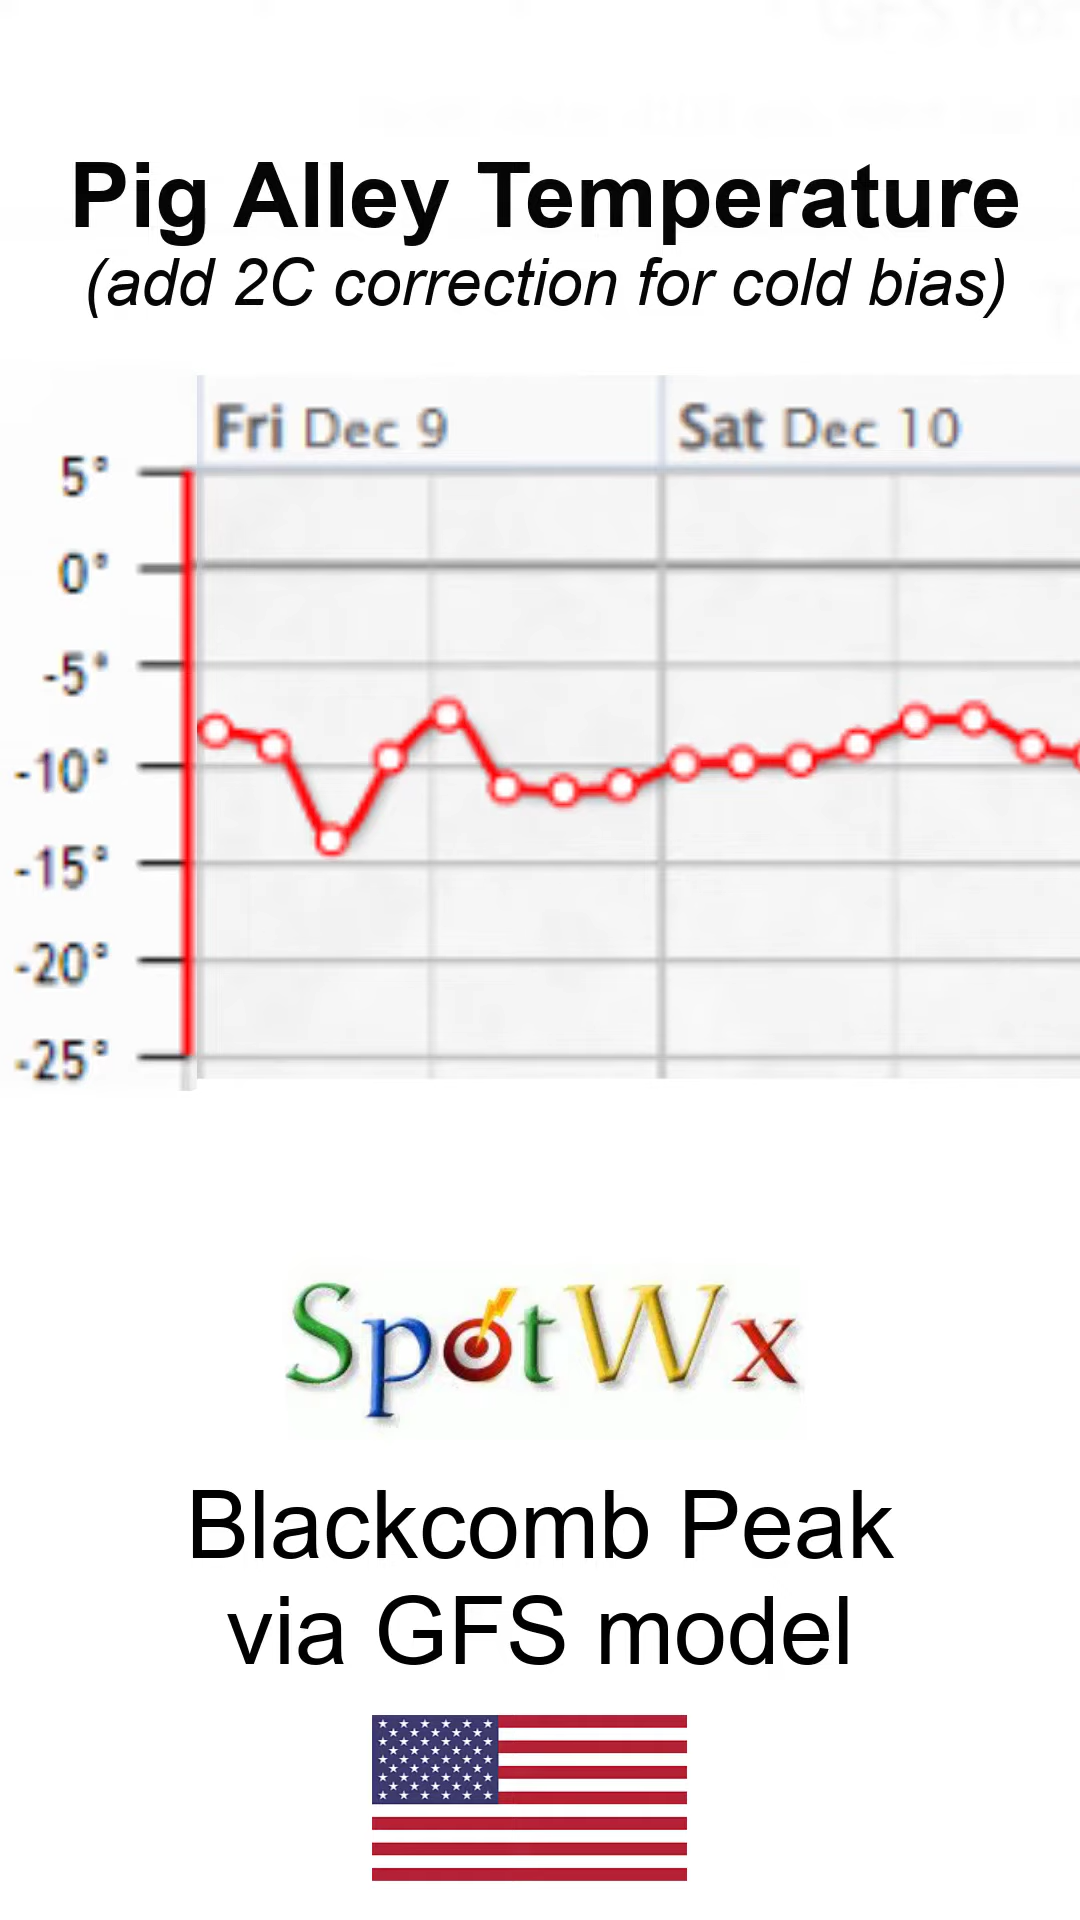 Pig Alley Temperature
(add 2C correction for cold bias)
Fri Dec 9 Sat Dec 10
5°
0°
-5°
-10°
-15°
-20°
-25°
SpotWx
Blackcomb Peak
via GFS model